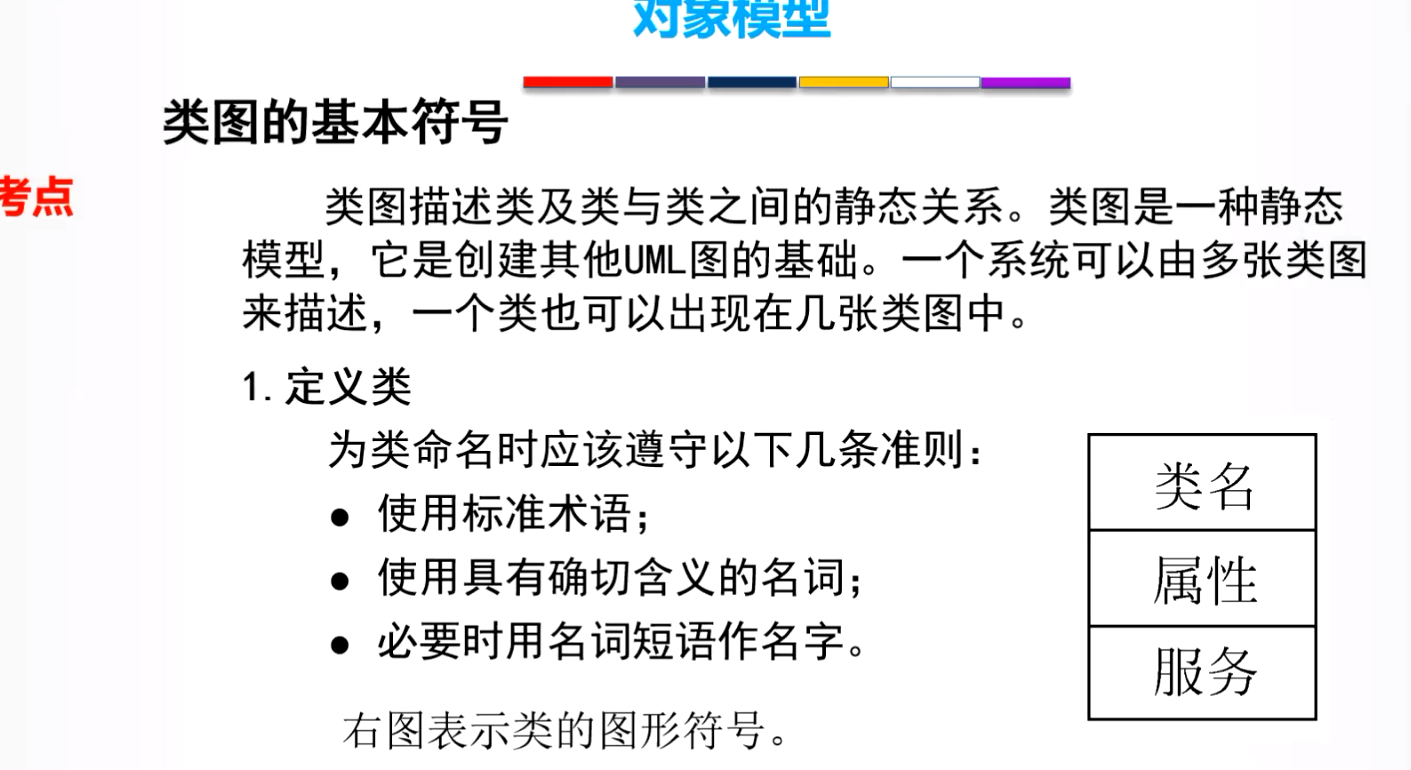 对象模型
类图的基本符号
考点
类图描述类及类与类之间的静态关系。类图是一种静态
模型，它是创建其他UML图的基础。一个系统可以由多张类图
来描述，一个类也可以出现在几张类图中。
1.定义类
为类命名时应该遵守以下几条准则：
● 使用标准术语；
● 使用具有确切含义的名词；
● 必要时用名词短语作名字。
右图表示类的图形符号。
类名
属性
服务